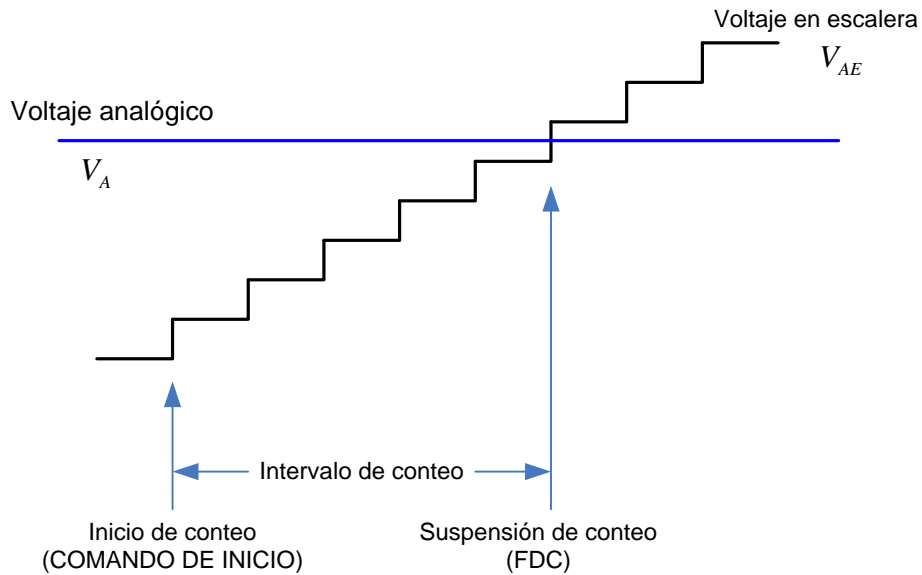 Voltaje en escalera
V_AE
Voltaje analógico
V_A
Intervalo de conteo
Inicio de conteo
(COMANDO DE INICIO)
Suspensión de conteo
(FDC)